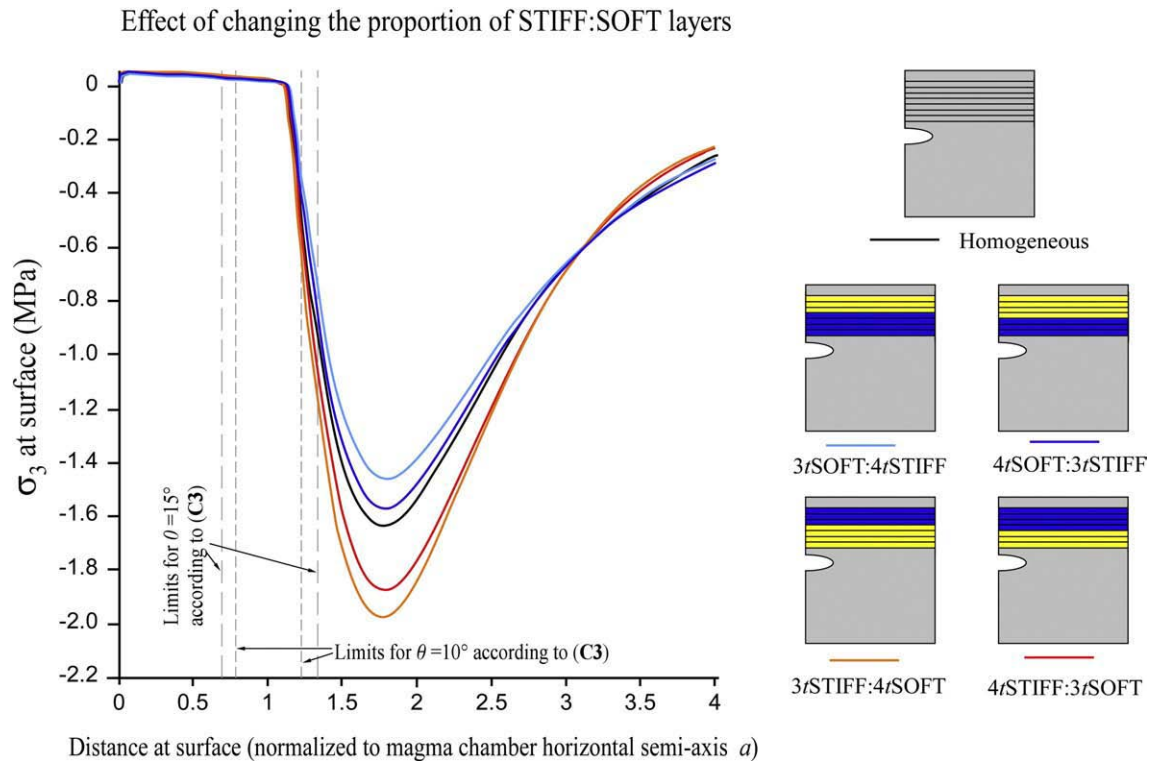 Effect of changing the proportion of STIFF:SOFT layers
σ3 at surface (MPa)
0
-0.2
-0.4
-0.6
-0.8
-1.0
-1.2
-1.4
-1.6
-1.8
-2.0
-2.2
Limits for θ =15°
according to (C3)
Limits for θ =10° according to (C3)
0
0.5
1
1.5
2
2.5
3
3.5
4
Distance at surface (normalized to magma chamber horizontal semi-axis a)
Homogeneous
3tSOFT:4tSTIFF
4tSOFT:3tSTIFF
3tSTIFF:4tSOFT
4tSTIFF:3tSOFT